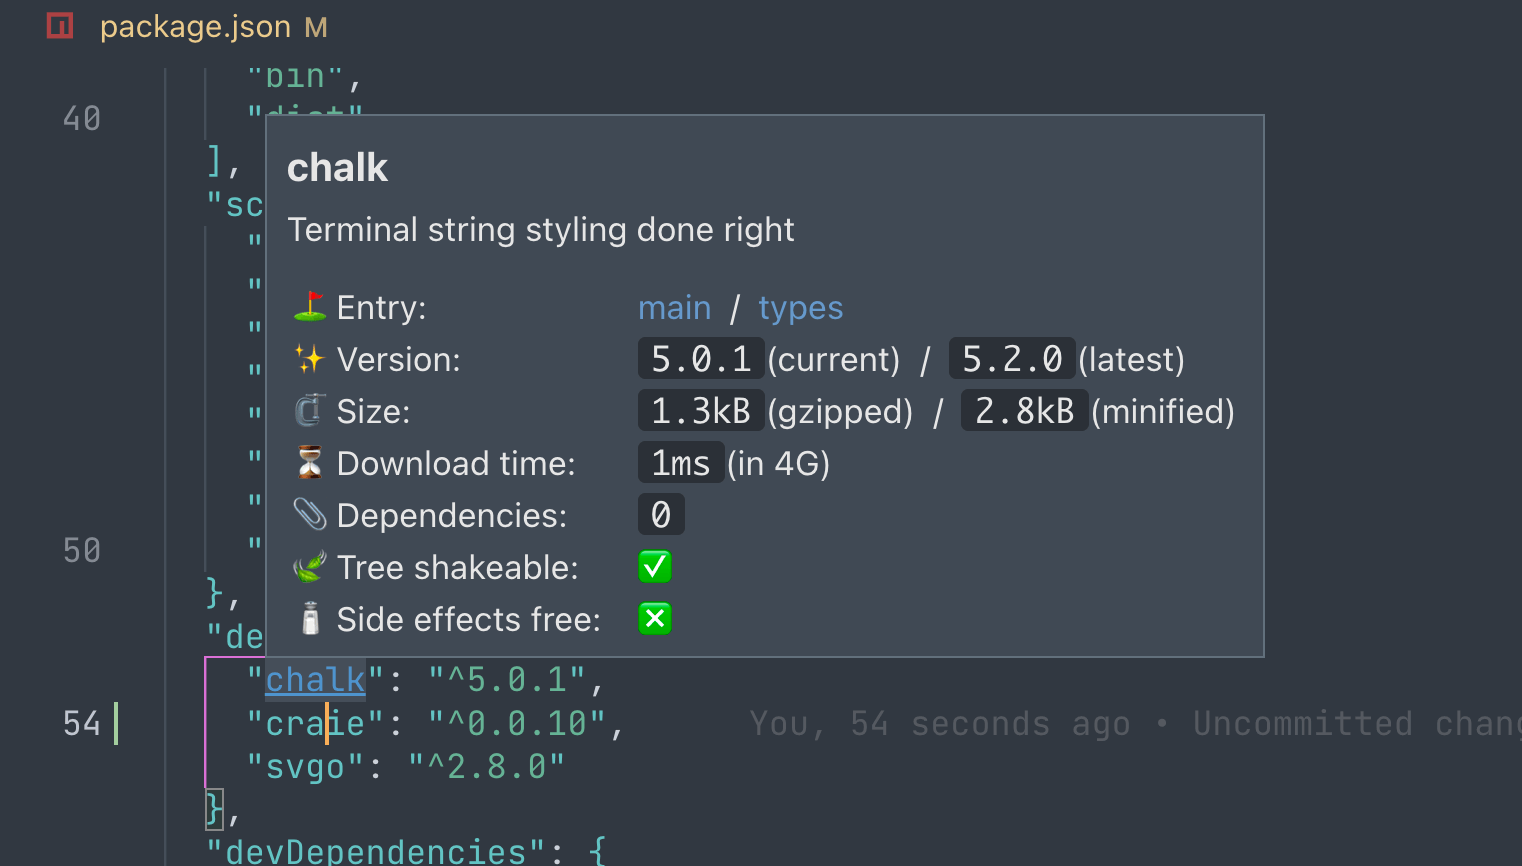 package.json M
"bin",
40 "dist"
],
"sc
chalk
Terminal string styling done right
Entry: main / types
Version: 5.0.1 (current) / 5.2.0 (latest)
Size: 1.3kB (gzipped) / 2.8kB (minified)
Download time: 1ms (in 4G)
Dependencies: 0
Tree shakeable:
Side effects free:
"
"
"
"
"
"
"
50 "
},
"de
"chalk": "^5.0.1",
54 "craie": "^0.0.10", You, 54 seconds ago • Uncommitted chang
"svgo": "^2.8.0"
},
"devDependencies": {